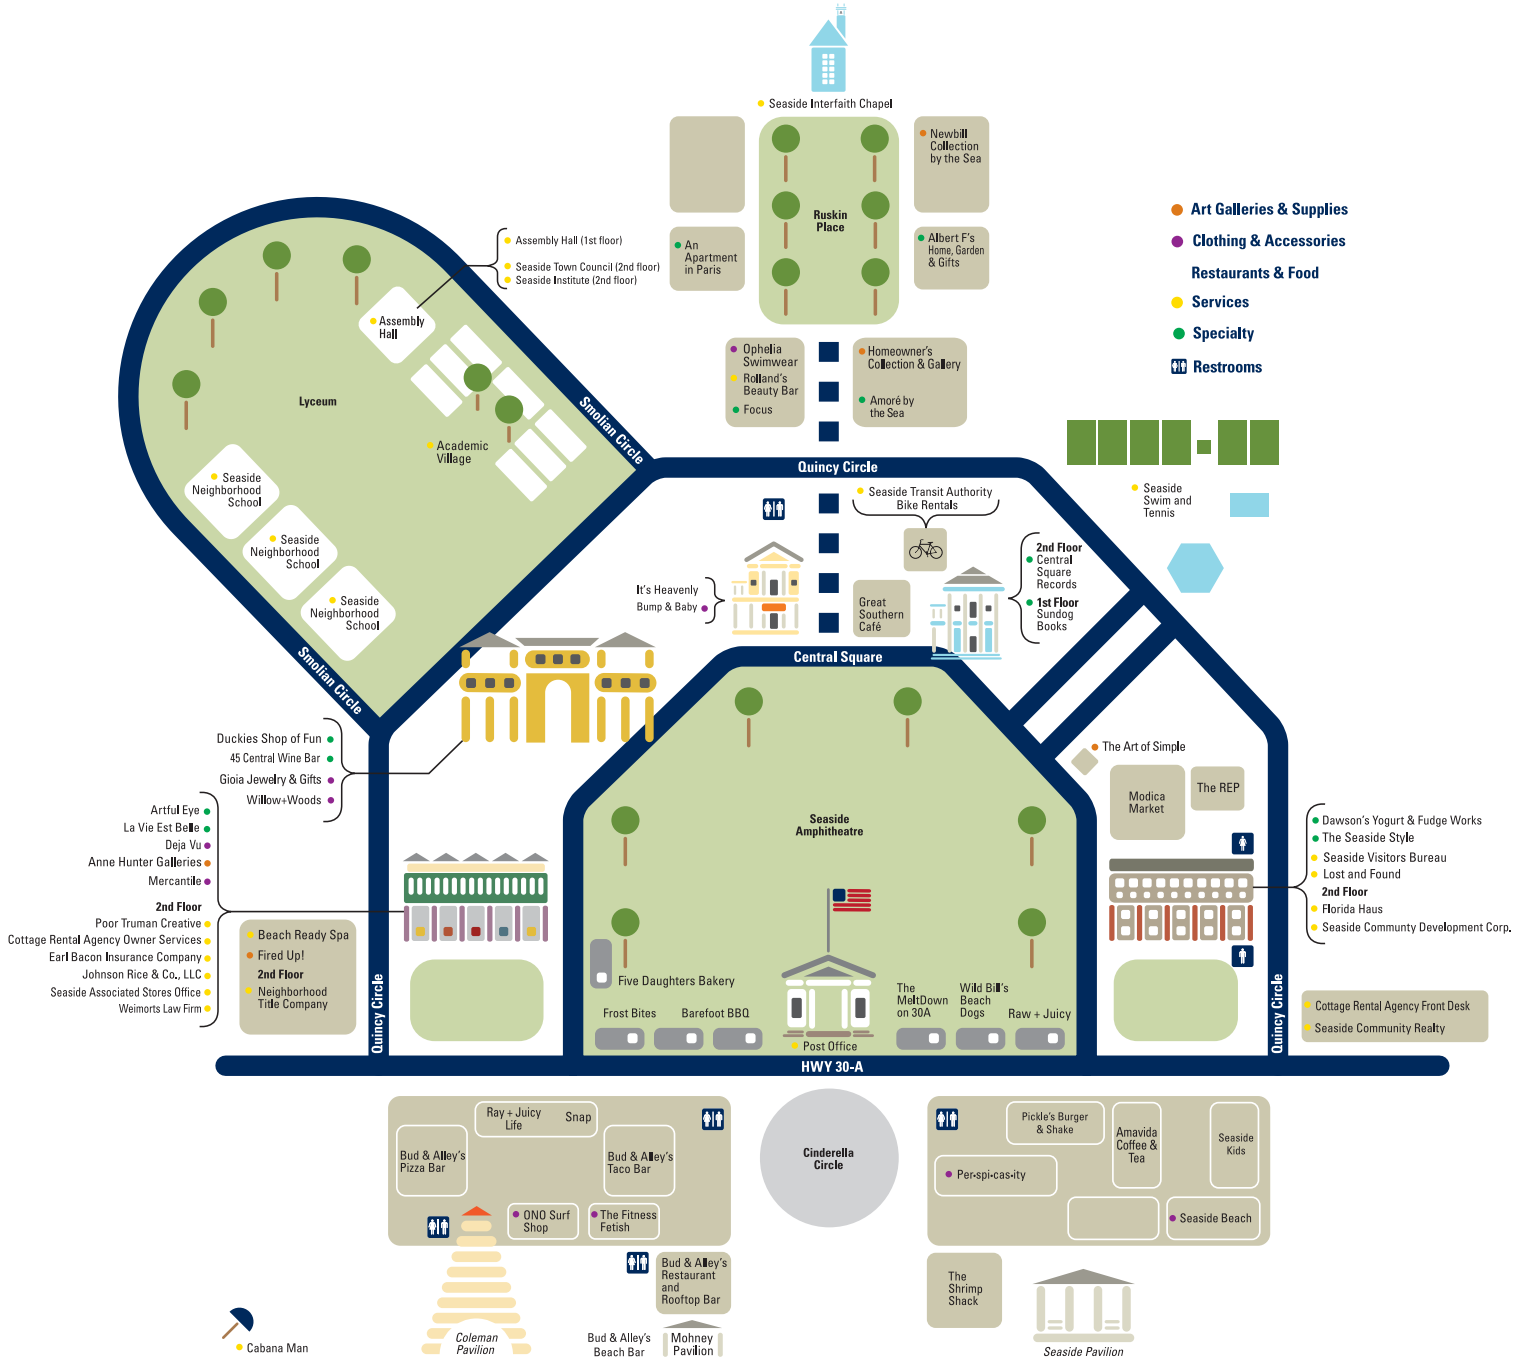 Seaside Interfaith Chapel
Newbill
Collection
by the Sea
Ruskin
Place
An
Apartment
in Paris
Albert F's
Home, Garden
& Gifts
Art Galleries & Supplies
Clothing & Accessories
Restaurants & Food
Services
Specialty
Restrooms
Assembly Hall (1st floor)
Seaside Town Council (2nd floor)
Seaside Institute (2nd floor)
Assembly
Hall
Lyceum
Academic
Village
Smolian Circle
Seaside
Neighborhood
School
Seaside
Neighborhood
School
Seaside
Neighborhood
School
Smolian Circle
Ophelia
Swimwear
Rolland's
Beauty Bar
Focus
Homeowner's
Collection & Gallery
Amoré by
the Sea
Quincy Circle
Seaside Transit Authority
Bike Rentals
Seaside
Swim and
Tennis
2nd Floor
Central
Square
Records
1st Floor
Sundog
Books
It's Heavenly
Bump & Baby
Great
Southern
Café
Central Square
Duckies Shop of Fun
45 Central Wine Bar
Gioia Jewelry & Gifts
Willow+Woods
Artful Eye
La Vie Est Belle
Deja Vu
Anne Hunter Galleries
Mercantile
2nd Floor
Poor Truman Creative
Cottage Rental Agency Owner Services
Earl Bacon Insurance Company
Johnson Rice & Co., LLC
Seaside Associated Stores Office
Weimorts Law Firm
Beach Ready Spa
Fired Up!
2nd Floor
Neighborhood
Title Company
Quincy Circle
Seaside
Amphitheatre
The Art of Simple
Modica
Market
The REP
Dawson's Yogurt & Fudge Works
The Seaside Style
Seaside Visitors Bureau
Lost and Found
2nd Floor
Florida Haus
Seaside Communty Development Corp.
Quincy Circle
Cottage Rental Agency Front Desk
Seaside Community Realty
Five Daughters Bakery
Frost Bites
Barefoot BBQ
Post Office
The
MeltDown
on 30A
Wild Bill's
Beach
Dogs
Raw + Juicy
HWY 30-A
Ray + Juicy
Life
Snap
Bud & Alley's
Pizza Bar
Bud & Alley's
Taco Bar
ONO Surf
Shop
The Fitness
Fetish
Cinderella
Circle
Pickle's Burger
& Shake
Amavida
Coffee &
Tea
Seaside
Kids
Per•spi•cas•ity
Seaside Beach
Bud & Alley's
Restaurant
and
Rooftop Bar
The
Shrimp
Shack
Cabana Man
Coleman
Pavilion
Bud & Alley's
Beach Bar
Mohney
Pavilion
Seaside Pavilion